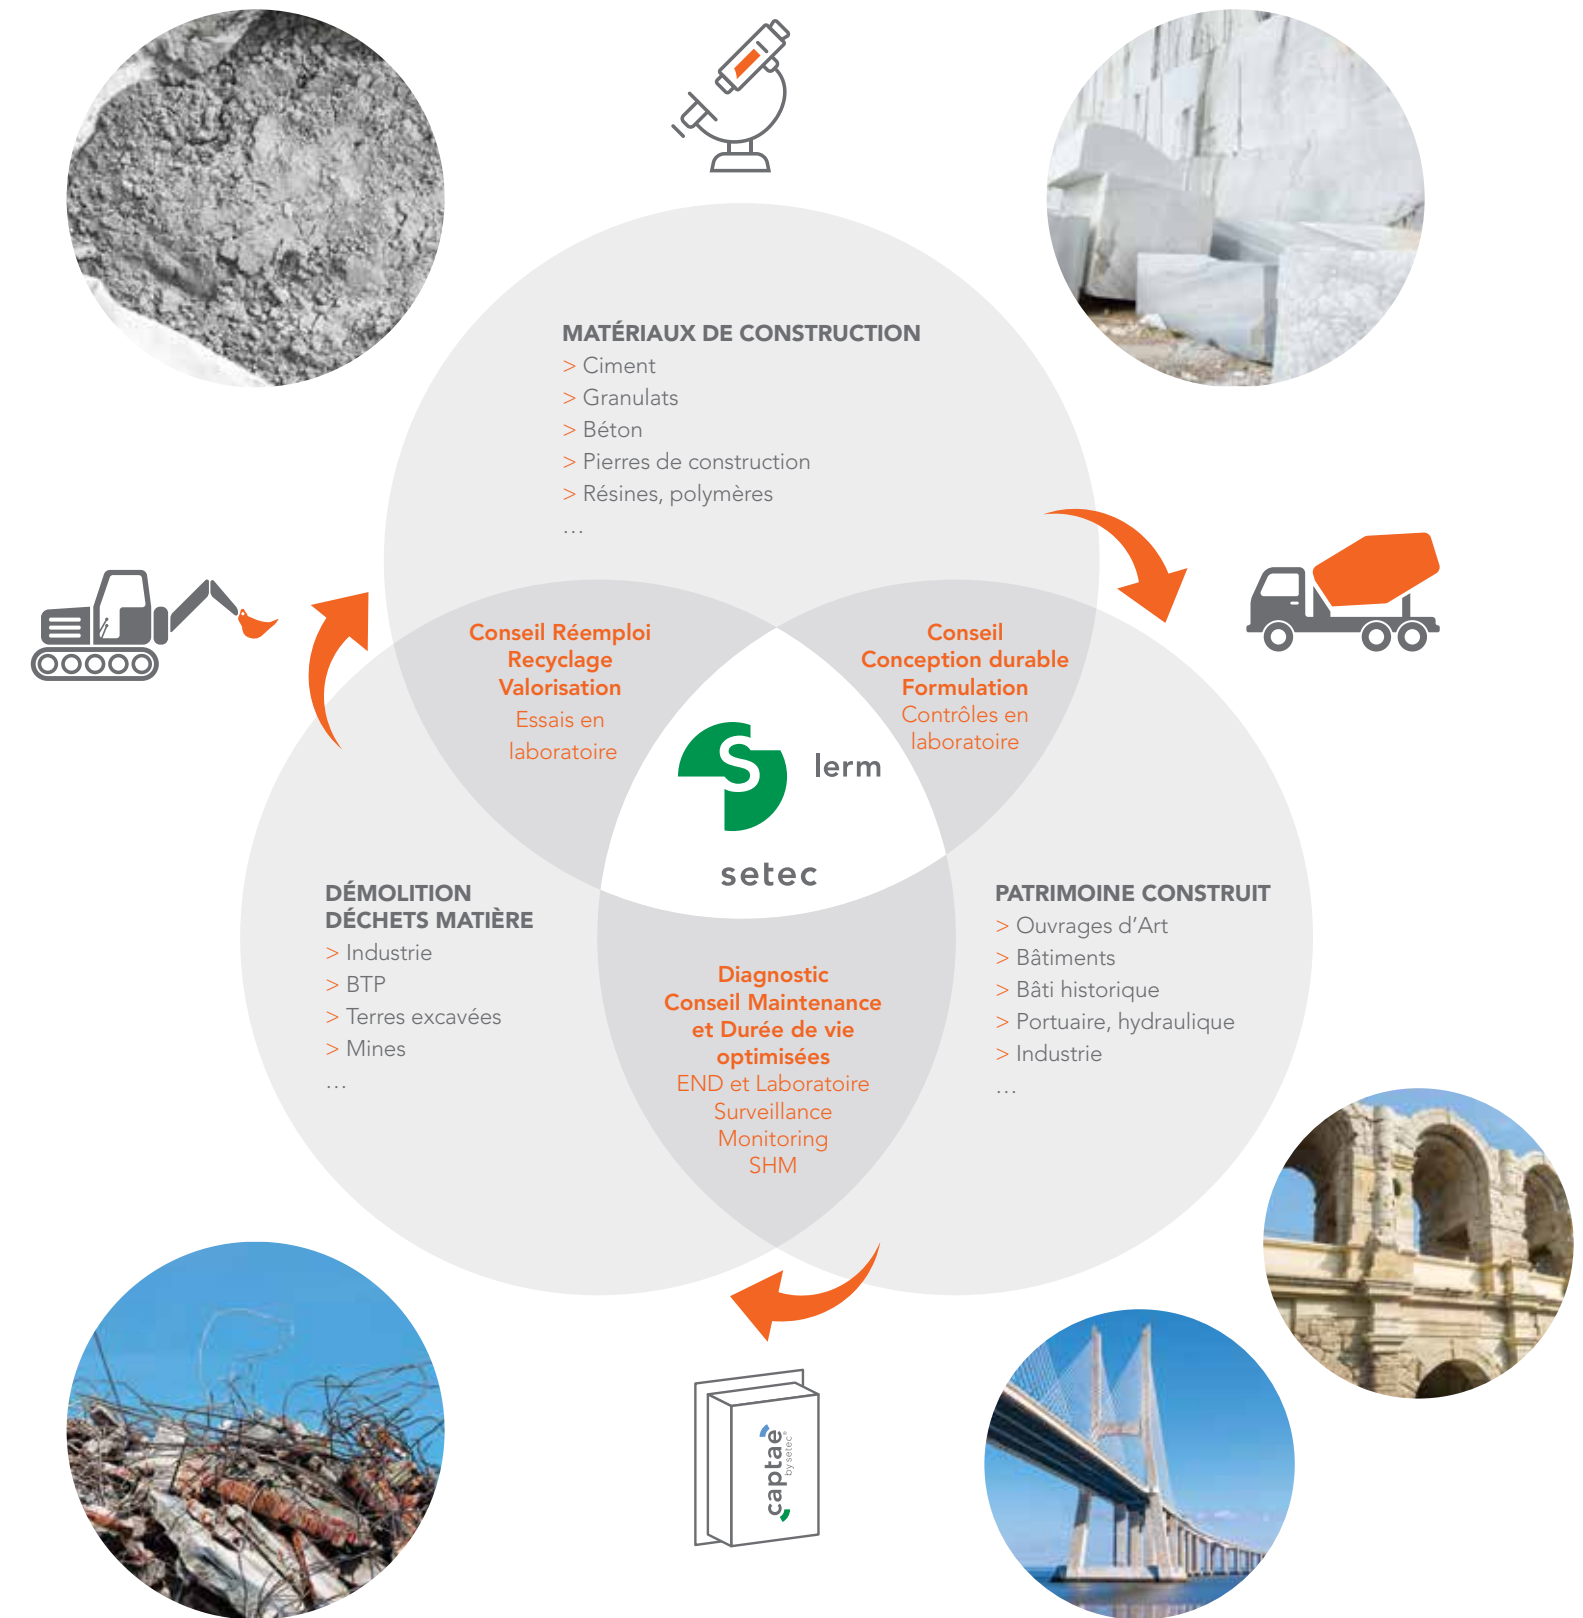 MATÉRIAUX DE CONSTRUCTION
> Ciment
> Granulats
> Béton
> Pierres de construction
> Résines, polymères
…
Conseil Réemploi
Recyclage
Valorisation
Essais en
laboratoire
Conseil
Conception durable
Formulation
Contrôles en
laboratoire
S lerm
setec
DÉMOLITION
DÉCHETS MATIÈRE
> Industrie
> BTP
> Terres excavées
> Mines
…
Diagnostic
Conseil Maintenance
et Durée de vie
optimisées
END et Laboratoire
Surveillance
Monitoring
SHM
PATRIMOINE CONSTRUIT
> Ouvrages d’Art
> Bâtiments
> Bâti historique
> Portuaire, hydraulique
> Industrie
…
captae
by setec®